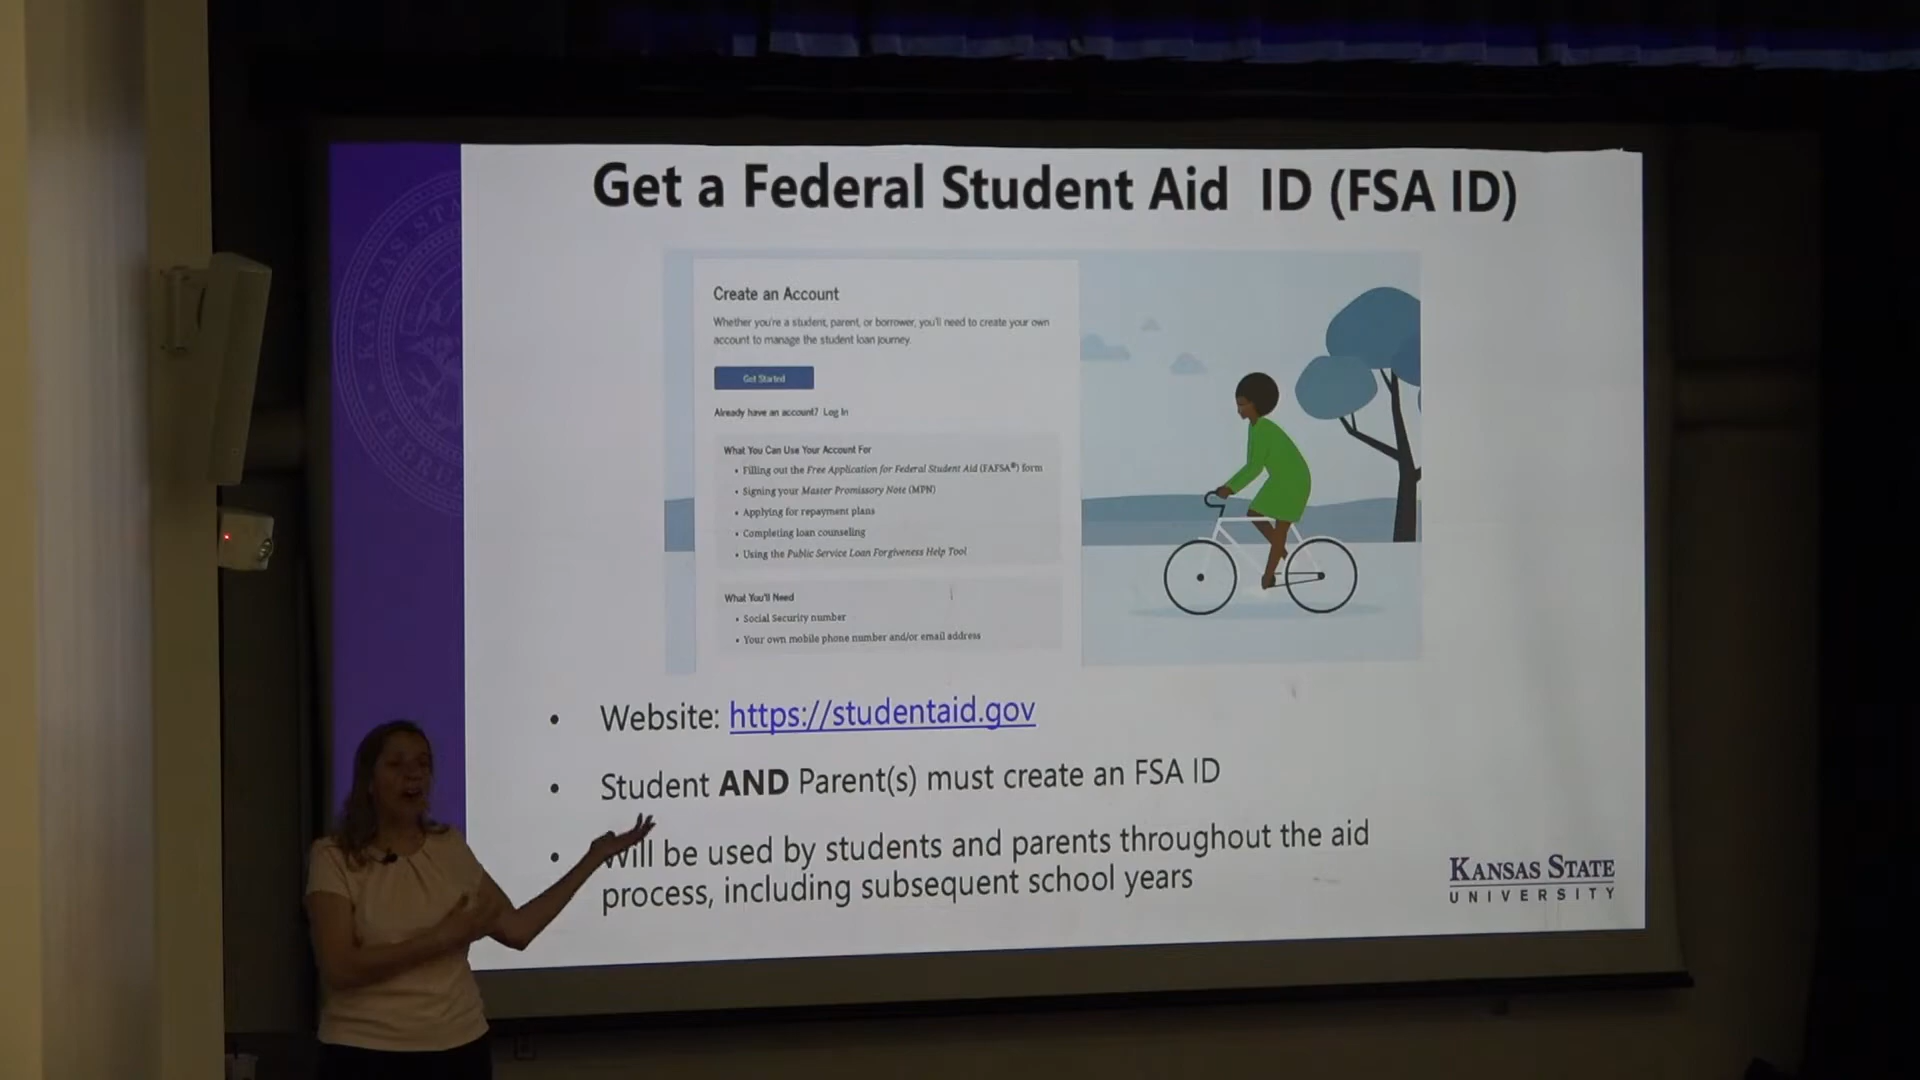 Get a Federal Student Aid ID (FSA ID)
Create an Account
Whether you're a student, parent, or borrower, you'll need to create your own
account to manage the student loan journey.
Get Started
Already have an account? Log In
What You Can Use Your Account For
• Filling out the Free Application for Federal Student Aid (FAFSA®) form
• Signing your Master Promissory Note (MPN)
• Applying for repayment plans
• Completing loan counseling
• Using the Public Service Loan Forgiveness Help Tool
What You'll Need
• Social Security number
• Your own mobile phone number and/or email address
• Website: https://studentaid.gov
• Student AND Parent(s) must create an FSA ID
• Will be used by students and parents throughout the aid
process, including subsequent school years
KANSAS STATE
UNIVERSITY
KANSAS STA